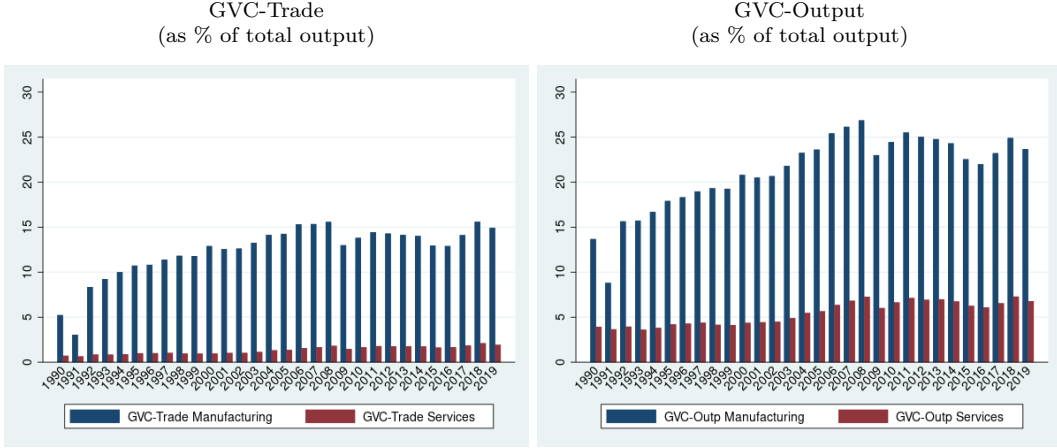 GVC-Trade
(as % of total output)
30
25
20
15
10
5
0
1990 1991 1992 1993 1994 1995 1996 1997 1998 1999 2000 2001 2002 2003 2004 2005 2006 2007 2008 2009 2010 2011 2012 2013 2014 2015 2016 2017 2018 2019
GVC-Trade Manufacturing GVC-Trade Services
GVC-Output
(as % of total output)
30
25
20
15
10
5
0
1990 1991 1992 1993 1994 1995 1996 1997 1998 1999 2000 2001 2002 2003 2004 2005 2006 2007 2008 2009 2010 2011 2012 2013 2014 2015 2016 2017 2018 2019
GVC-Outp Manufacturing GVC-Outp Services